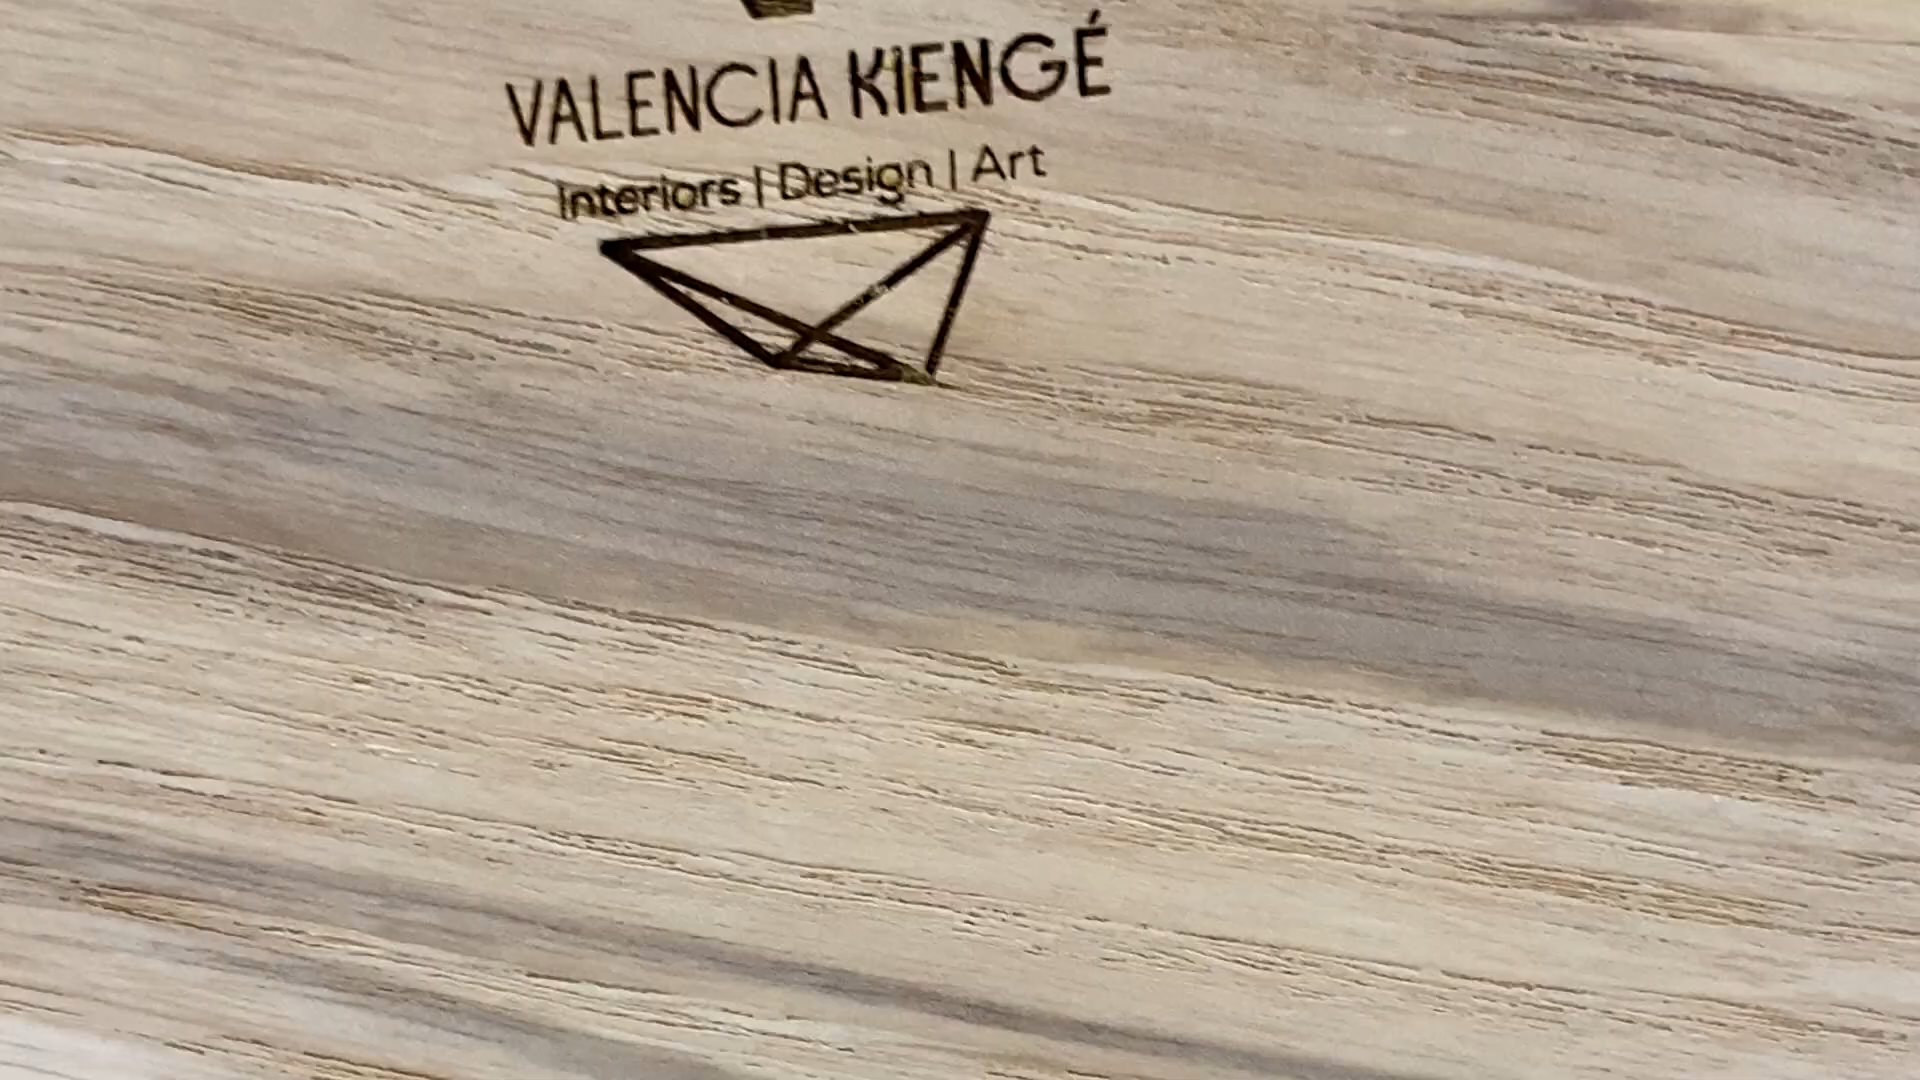 VALENCIA KIENGÉ
Interiors | Design | Art